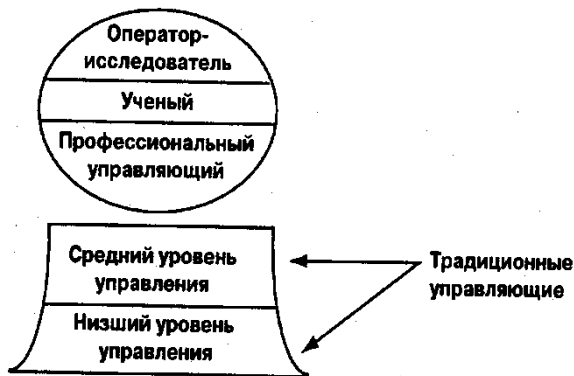 Оператор-
исследователь
Ученый
Профессиональный
управляющий
Средний уровень
управления
Низший уровень
управления
Традиционные
управляющие